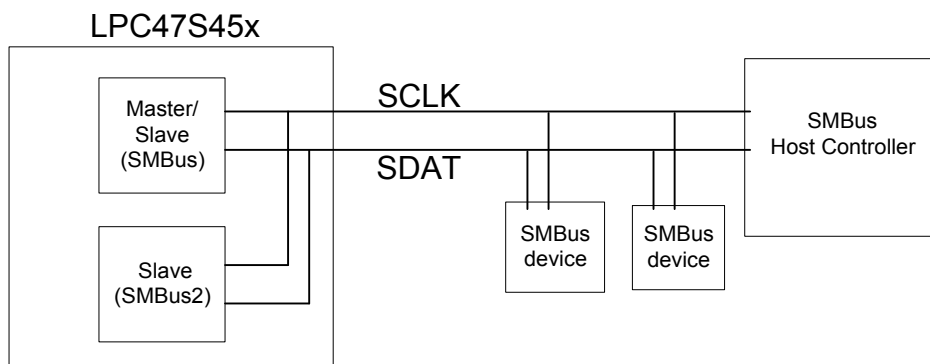 LPC47S45x
Master/
Slave
(SMBus)
SCLK
SDAT
SMBus
Host Controller
Slave
(SMBus2)
SMBus
device
SMBus
device